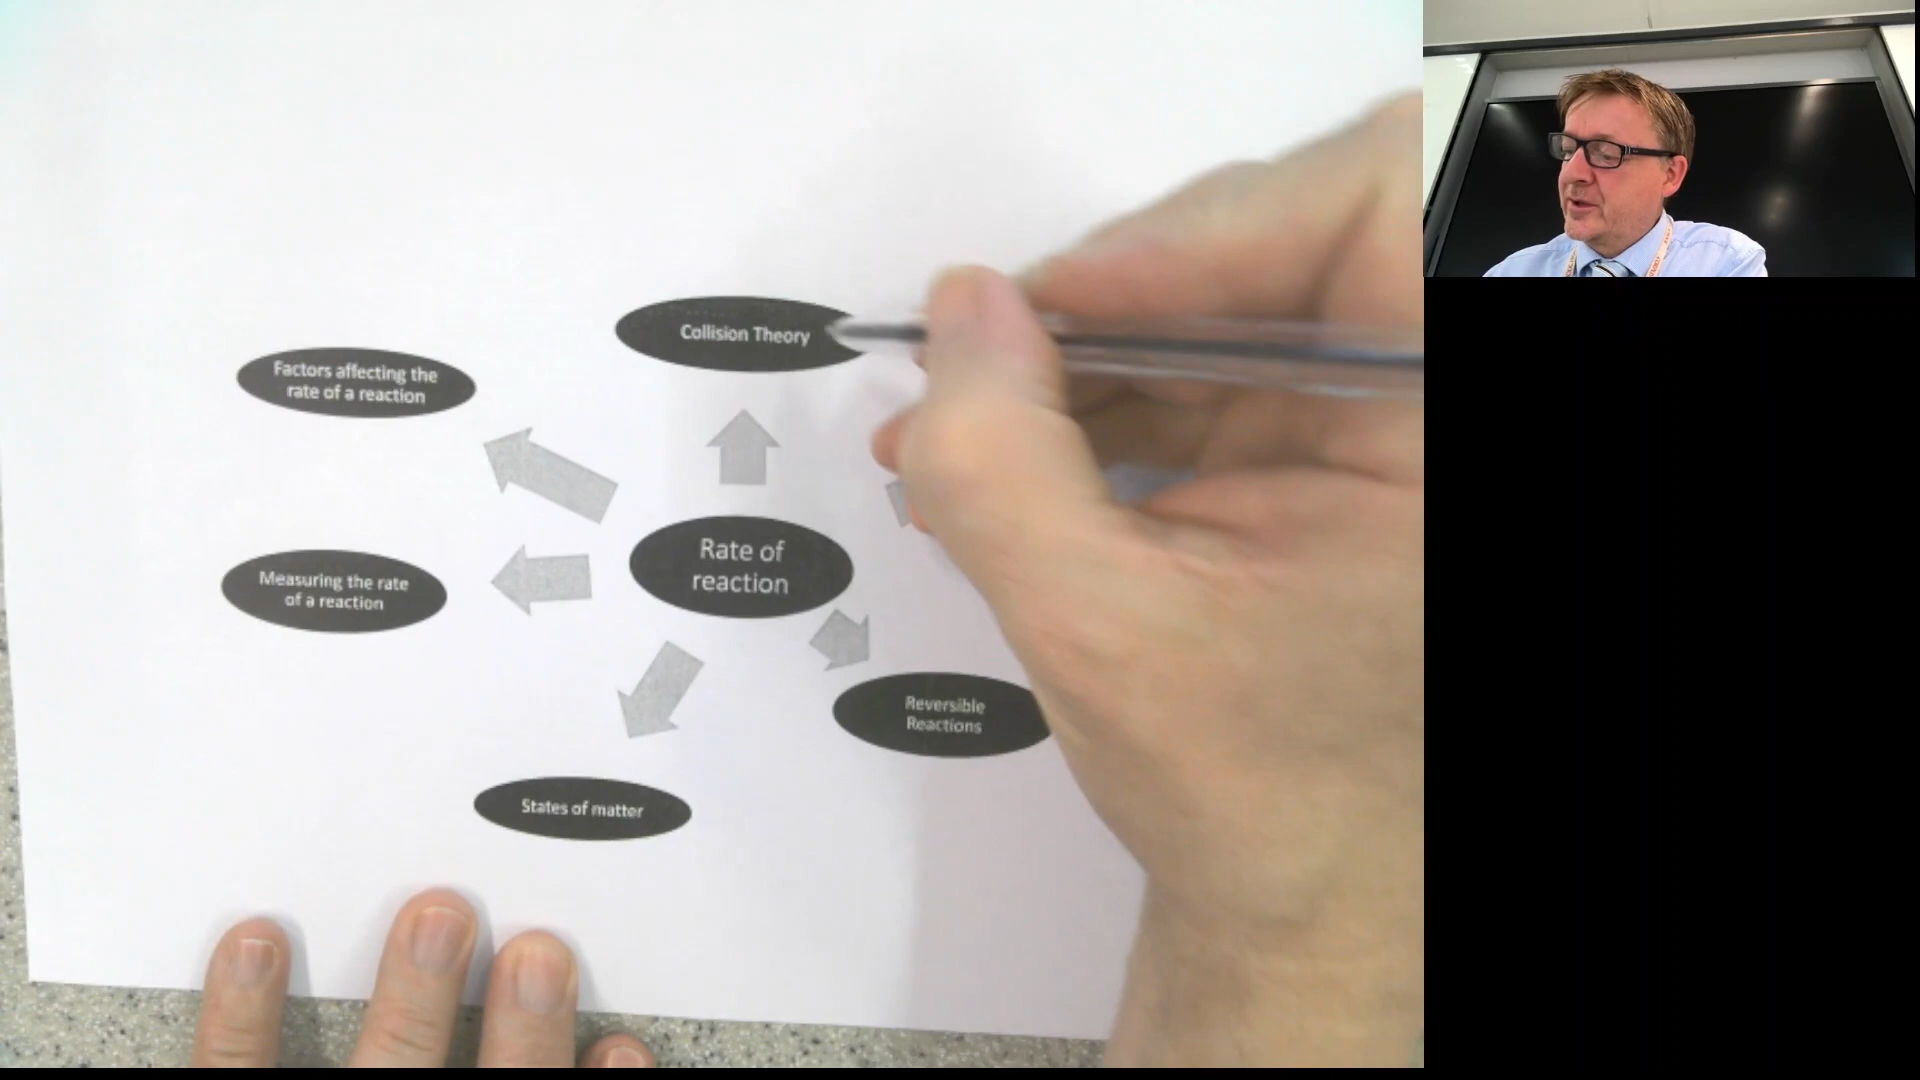 Collision Theory
Factors affecting the
rate of a reaction
Rate of
reaction
Measuring the rate
of a reaction
Reversible
Reactions
States of matter